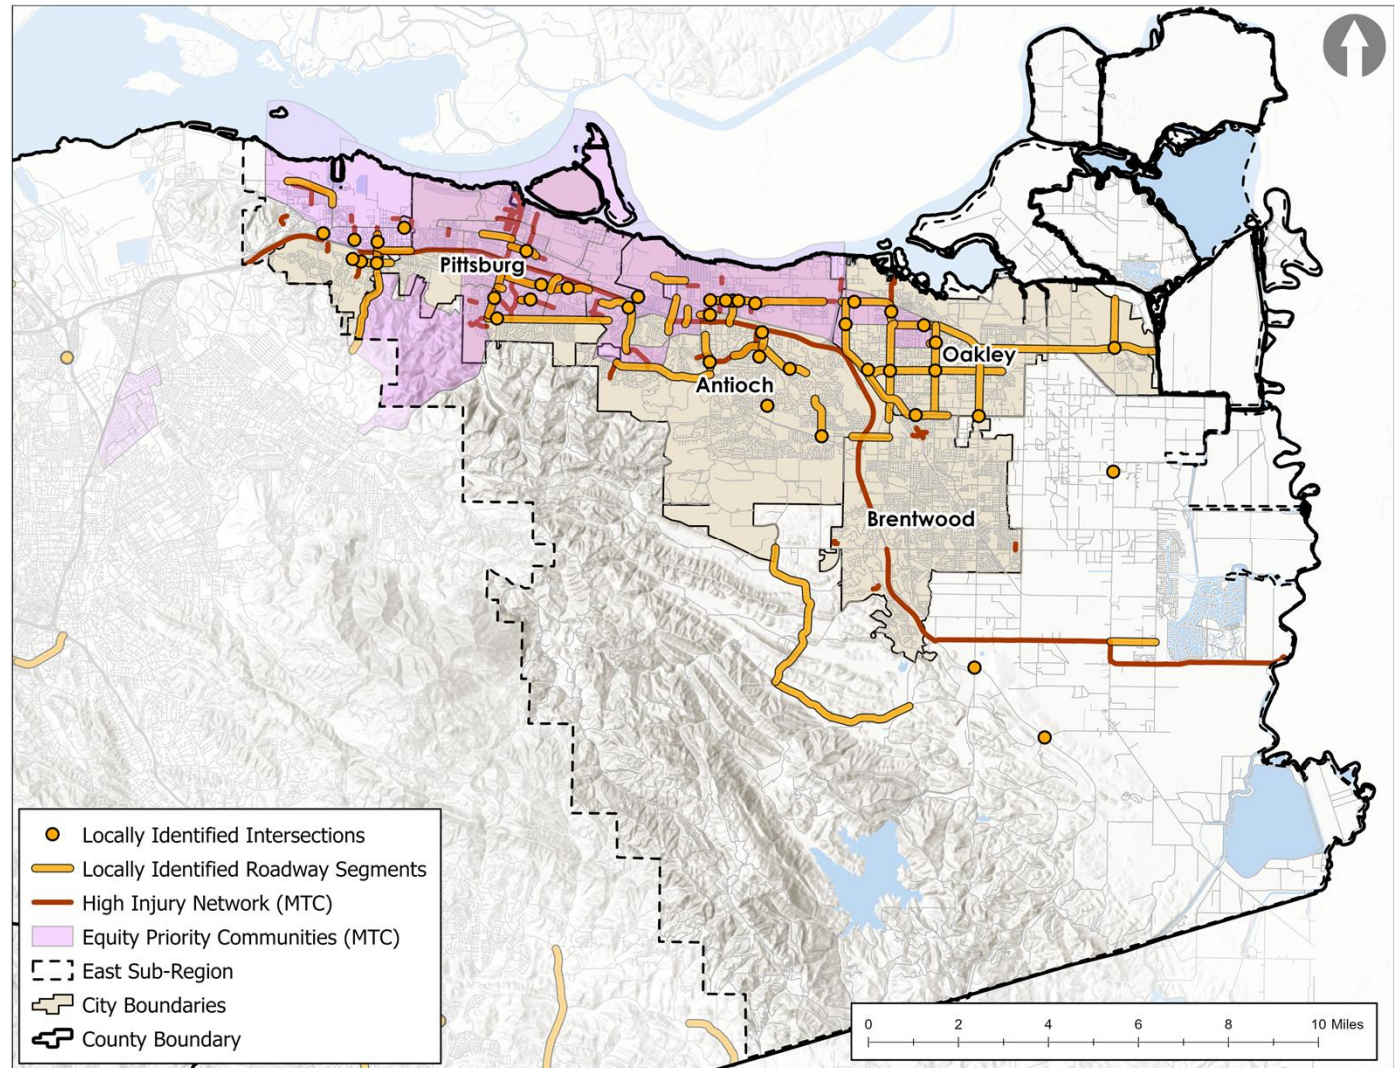 Pittsburg
Oakley
Antioch
Brentwood
Locally Identified Intersections
Locally Identified Roadway Segments
High Injury Network (MTC)
Equity Priority Communities (MTC)
East Sub-Region
City Boundaries
County Boundary
0 2 4 6 8 10 Miles